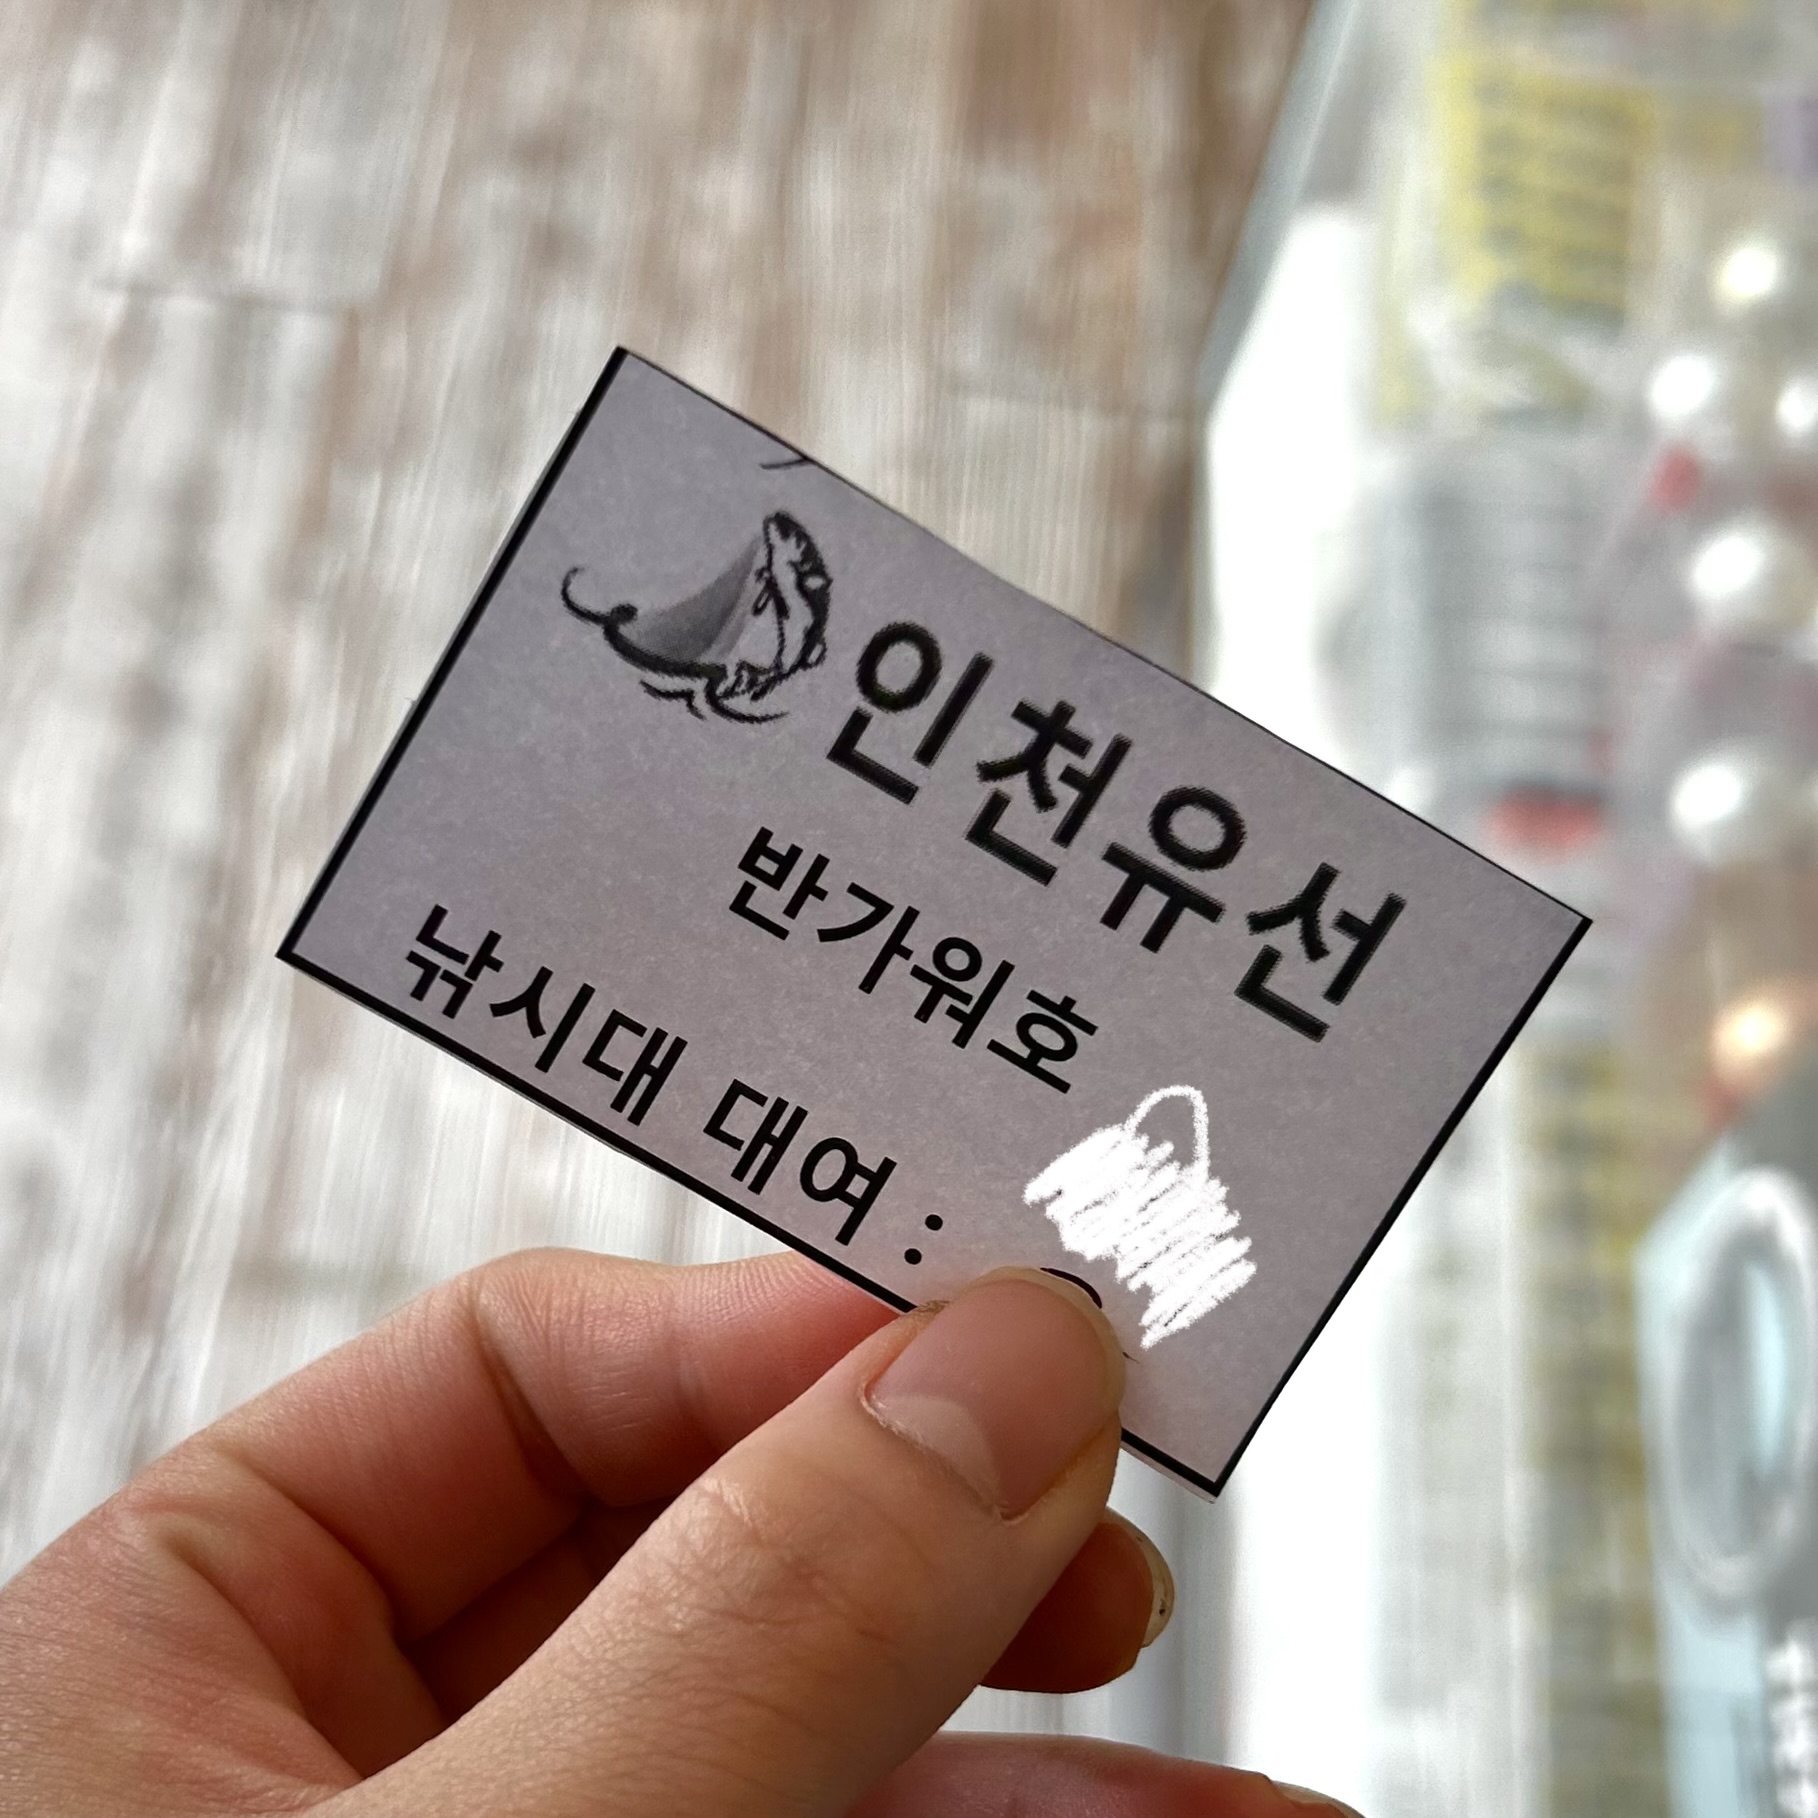 인천유선
반가워호
낚시대 대여 :